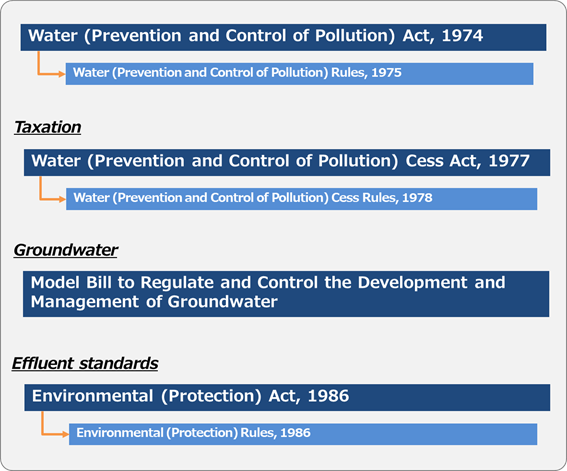 Water (Prevention and Control of Pollution) Act, 1974
Water (Prevention and Control of Pollution) Rules, 1975
Taxation
Water (Prevention and Control of Pollution) Cess Act, 1977
Water (Prevention and Control of Pollution) Cess Rules, 1978
Groundwater
Model Bill to Regulate and Control the Development and
Management of Groundwater
Effluent standards
Environmental (Protection) Act, 1986
Environmental (Protection) Rules, 1986